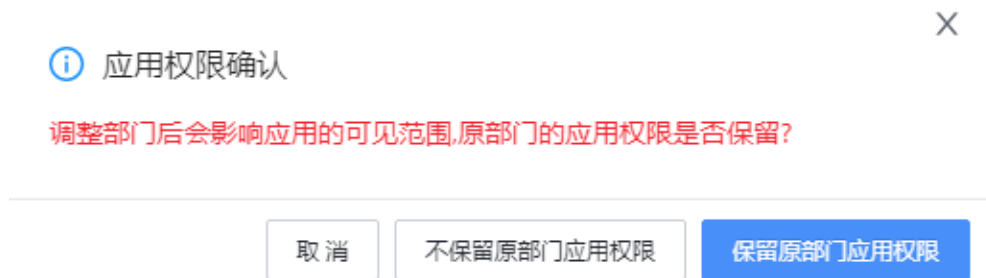 应用权限确认
调整部门后会影响应用的可见范围,原部门的应用权限是否保留?
取 消 不保留原部门应用权限 保留原部门应用权限